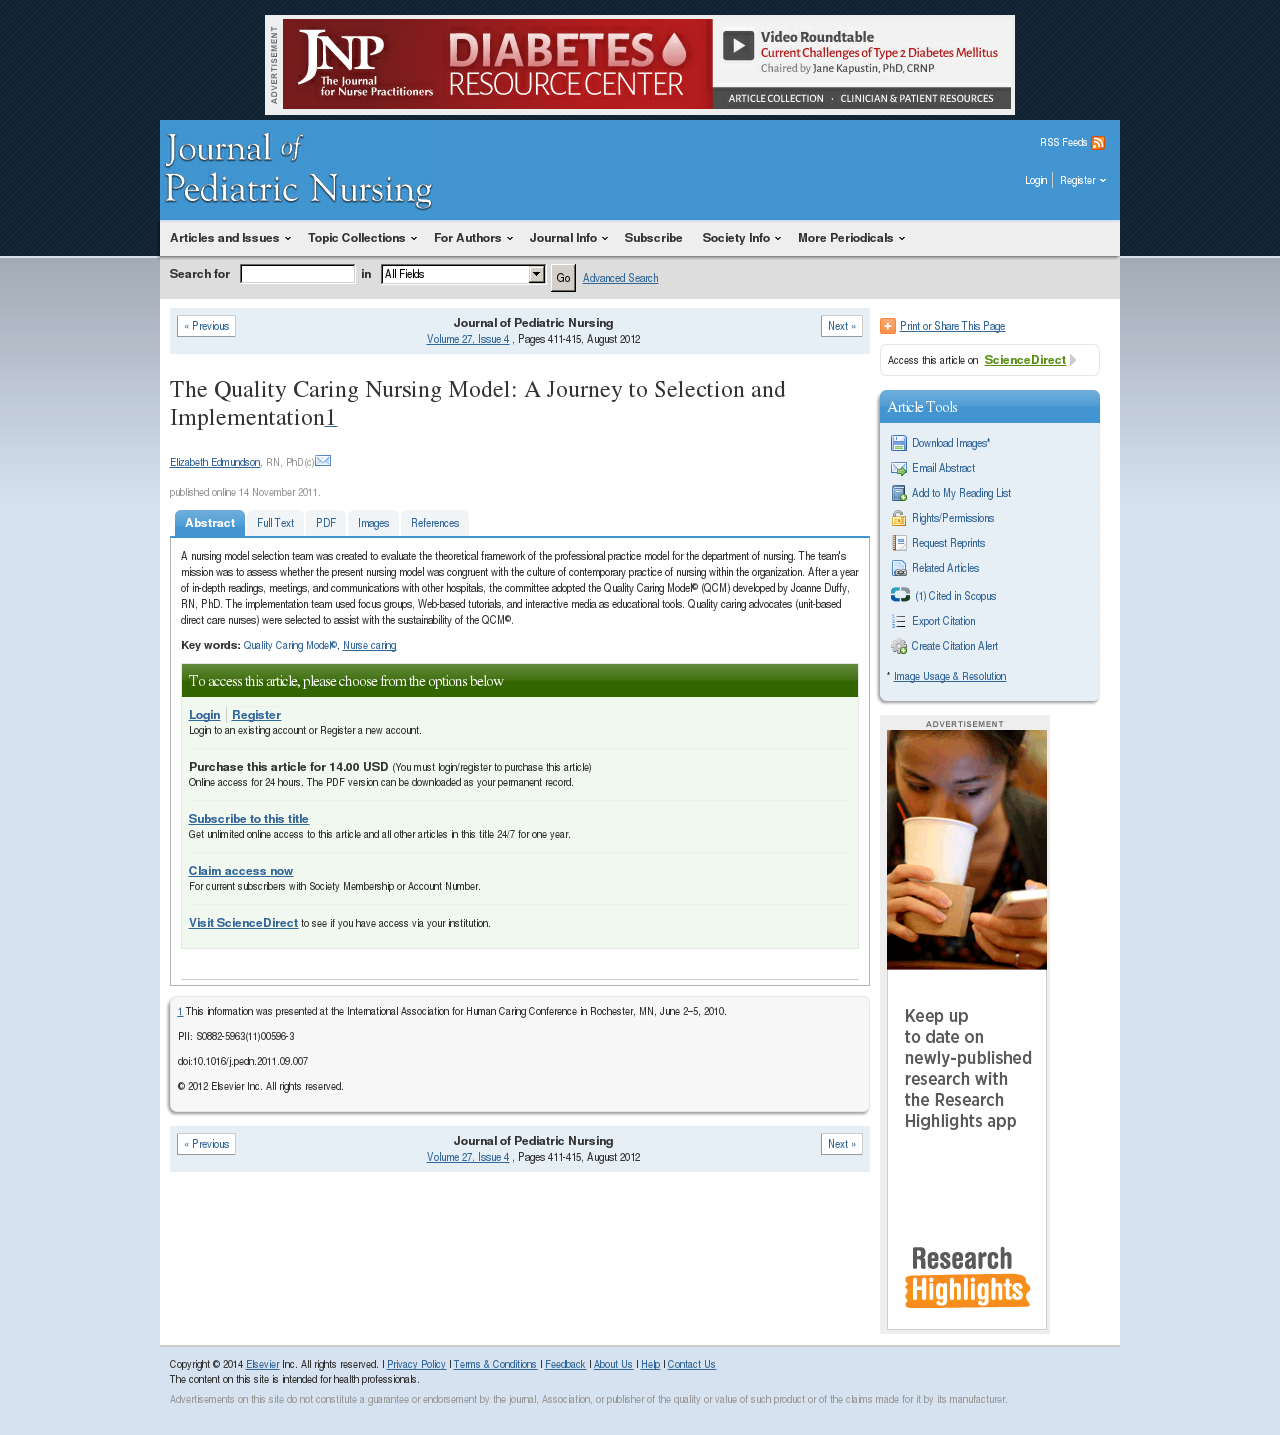 ADVERTISEMENT
JNP
The Journal
for Nurse Practitioners
DIABETES
RESOURCE CENTER
Video Roundtable
Current Challenges of Type 2 Diabetes Mellitus
Chaired by Jane Kapustin, PhD, CRNP
ARTICLE COLLECTION · CLINICIAN & PATIENT RESOURCES
Journal of
Pediatric Nursing
RSS Feeds
Login Register
Articles and Issues Topic Collections For Authors Journal Info Subscribe Society Info More Periodicals
Search for in All Fields Go Advanced Search
« Previous
Journal of Pediatric Nursing
Volume 27, Issue 4 , Pages 411-415, August 2012
Next »
The Quality Caring Nursing Model: A Journey to Selection and
Implementation1
Elizabeth Edmundson, RN, PhD(c)
published online 14 November 2011.
Abstract Full Text PDF Images References
A nursing model selection team was created to evaluate the theoretical framework of the professional practice model for the department of nursing. The team's
mission was to assess whether the present nursing model was congruent with the culture of contemporary practice of nursing within the organization. After a year
of in-depth readings, meetings, and communications with other hospitals, the committee adopted the Quality Caring Model© (QCM) developed by Joanne Duffy,
RN, PhD. The implementation team used focus groups, Web-based tutorials, and interactive media as educational tools. Quality caring advocates (unit-based
direct care nurses) were selected to assist with the sustainability of the QCM©.
Key words: Quality Caring Model©, Nurse caring
To access this article, please choose from the options below
Login Register
Login to an existing account or Register a new account.
Purchase this article for 14.00 USD (You must login/register to purchase this article)
Online access for 24 hours. The PDF version can be downloaded as your permanent record.
Subscribe to this title
Get unlimited online access to this article and all other articles in this title 24/7 for one year.
Claim access now
For current subscribers with Society Membership or Account Number.
Visit ScienceDirect to see if you have access via your institution.
1 This information was presented at the International Association for Human Caring Conference in Rochester, MN, June 2–5, 2010.
PII: S0882-5963(11)00596-3
doi:10.1016/j.pedn.2011.09.007
© 2012 Elsevier Inc. All rights reserved.
« Previous
Journal of Pediatric Nursing
Volume 27, Issue 4 , Pages 411-415, August 2012
Next »
Print or Share This Page
Access this article on ScienceDirect
Article Tools
Download Images*
Email Abstract
Add to My Reading List
Rights/Permissions
Request Reprints
Related Articles
(1) Cited in Scopus
Export Citation
Create Citation Alert
* Image Usage & Resolution
ADVERTISEMENT
Keep up
to date on
newly-published
research with
the Research
Highlights app
Research
Highlights
Copyright © 2014 Elsevier Inc. All rights reserved. | Privacy Policy | Terms & Conditions | Feedback | About Us | Help | Contact Us
The content on this site is intended for health professionals.
Advertisements on this site do not constitute a guarantee or endorsement by the journal, Association, or publisher of the quality or value of such product or of the claims made for it by its manufacturer.